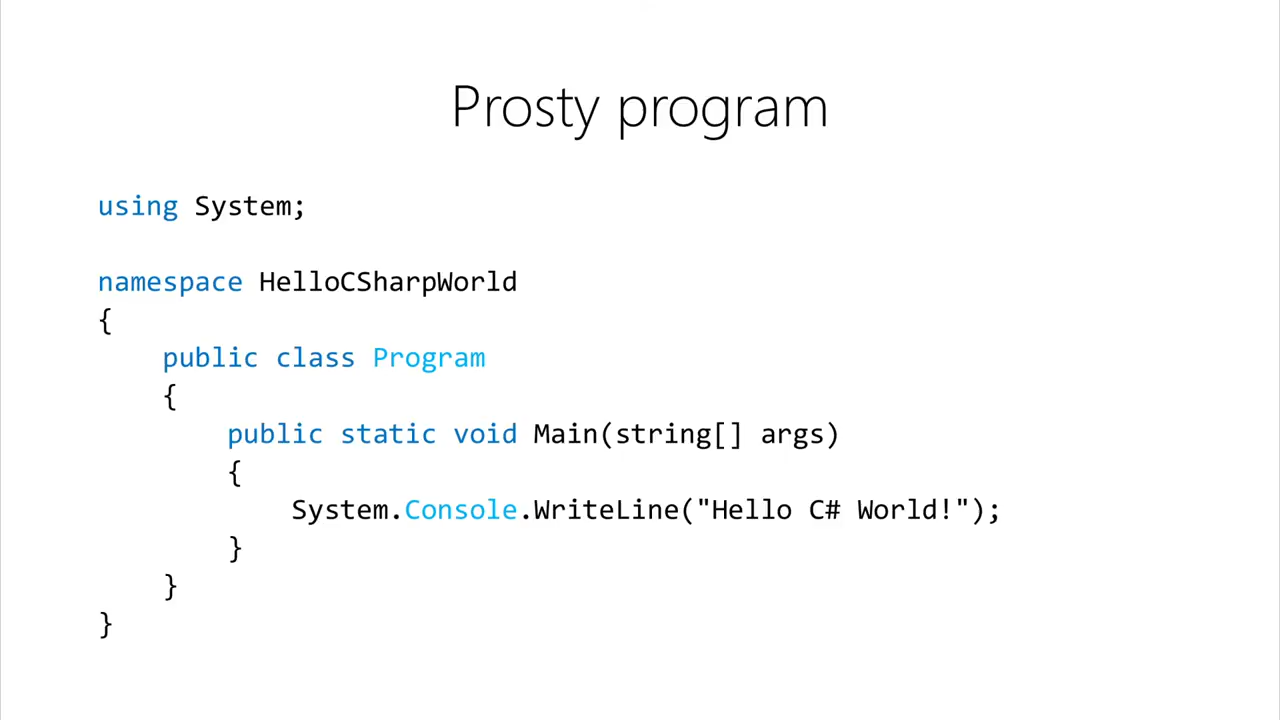 Prosty program
using System;
namespace HelloCSharpWorld
{
    public class Program
    {
        public static void Main(string[] args)
        {
            System.Console.WriteLine("Hello C# World!");
        }
    }
}